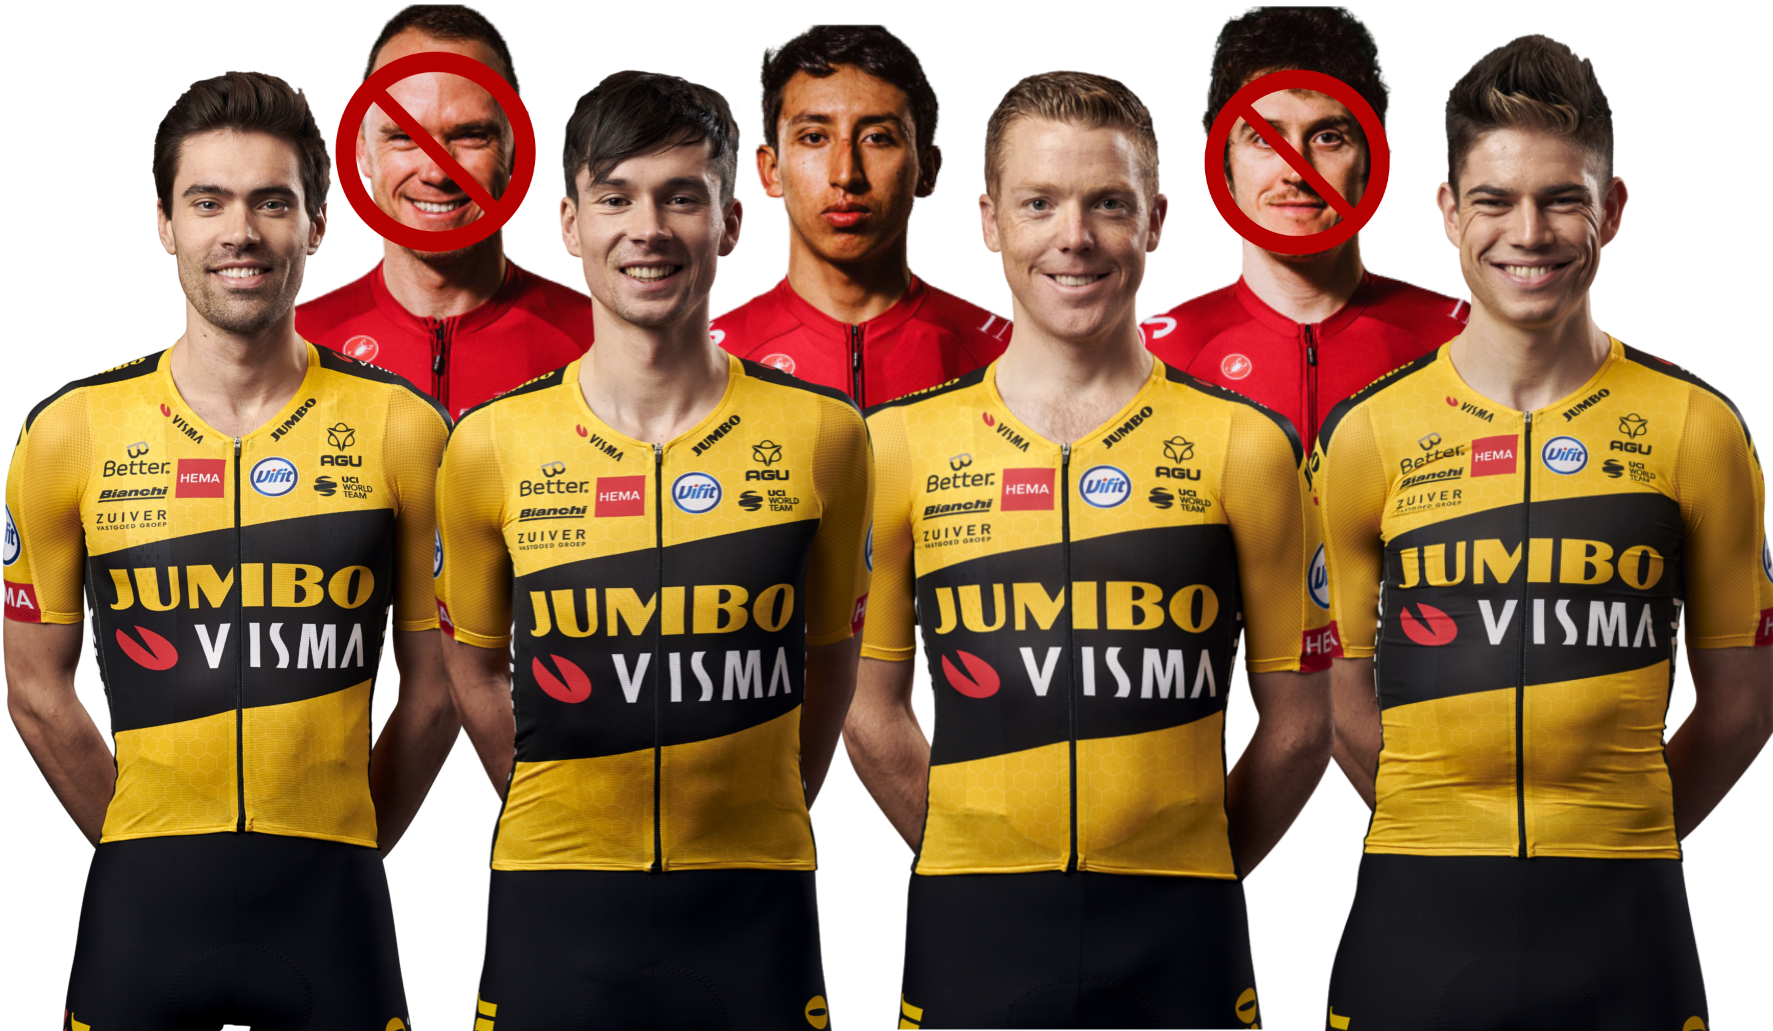 VISMA
JUMBO
Better.
HEMA
Vifit
AGU
Bianchi
UCI
WORLD
TEAM
ZUIVER
VASTGOED GROEP
JUMBO
VISMA
MA
VISMA
JUMBO
Better.
HEMA
Vifit
AGU
Bianchi
UCI
WORLD
TEAM
ZUIVER
VASTGOED GROEP
JUMBO
VISMA
VISMA
JUMBO
Better.
HEMA
Vifit
AGU
Bianchi
UCI
WORLD
TEAM
ZUIVER
VASTGOED GROEP
JUMBO
VISMA
HE
VISMA
JUMBO
Better.
HEMA
Vifit
AGU
Bianchi
UCI
WORLD
TEAM
ZUIVER
VASTGOED GROEP
JUMBO
VISMA